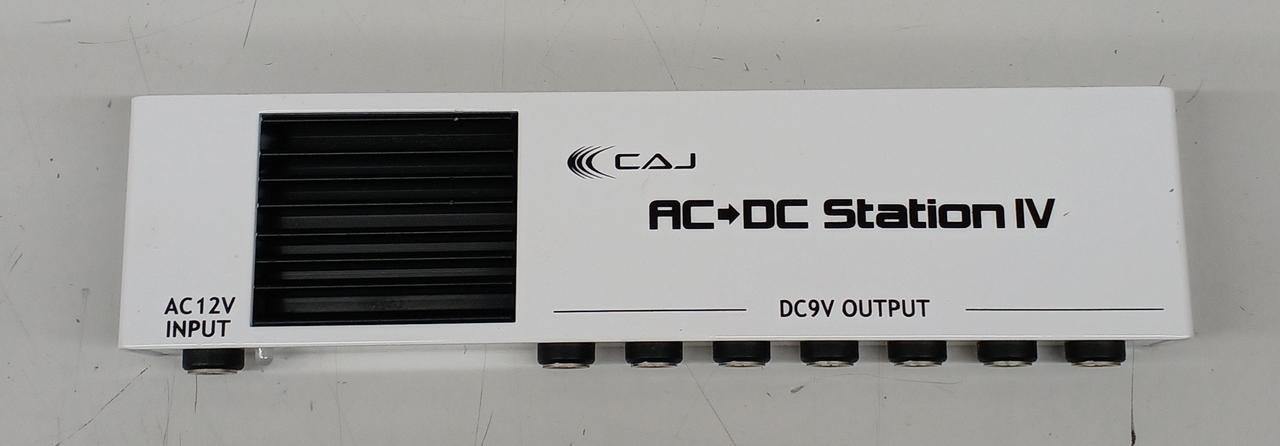 CAJ
AC➡DC Station IV
AC12V
INPUT
DC9V OUTPUT